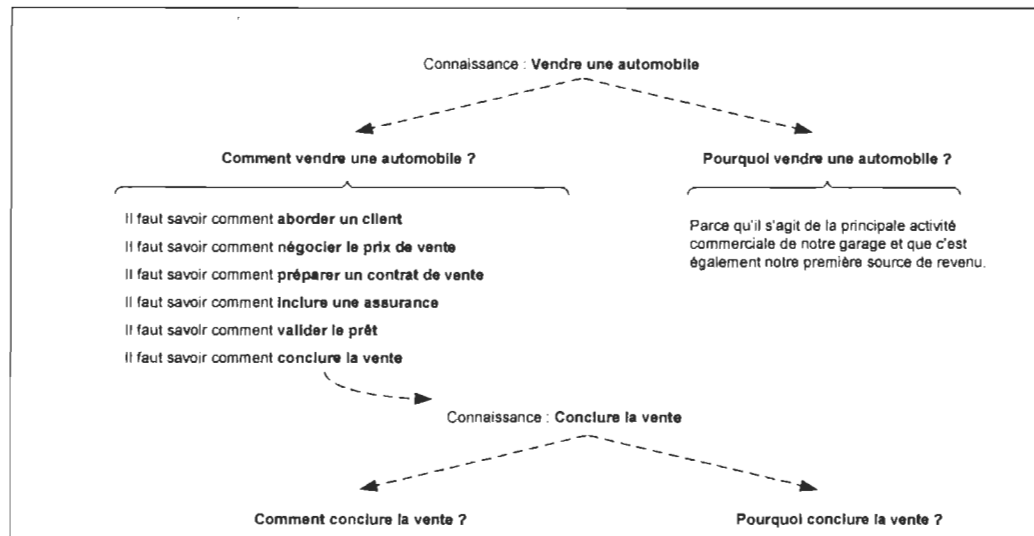 Connaissance : Vendre une automobile
Comment vendre une automobile ?
Pourquoi vendre une automobile ?
Il faut savoir comment aborder un client
Il faut savoir comment négocier le prix de vente
Il faut savoir comment préparer un contrat de vente
Il faut savoir comment inclure une assurance
Il faut savoir comment valider le prêt
Il faut savoir comment conclure la vente
Parce qu'il s'agit de la principale activité
commerciale de notre garage et que c'est
également notre première source de revenu.
Connaissance : Conclure la vente
Comment conclure la vente ?
Pourquoi conclure la vente ?